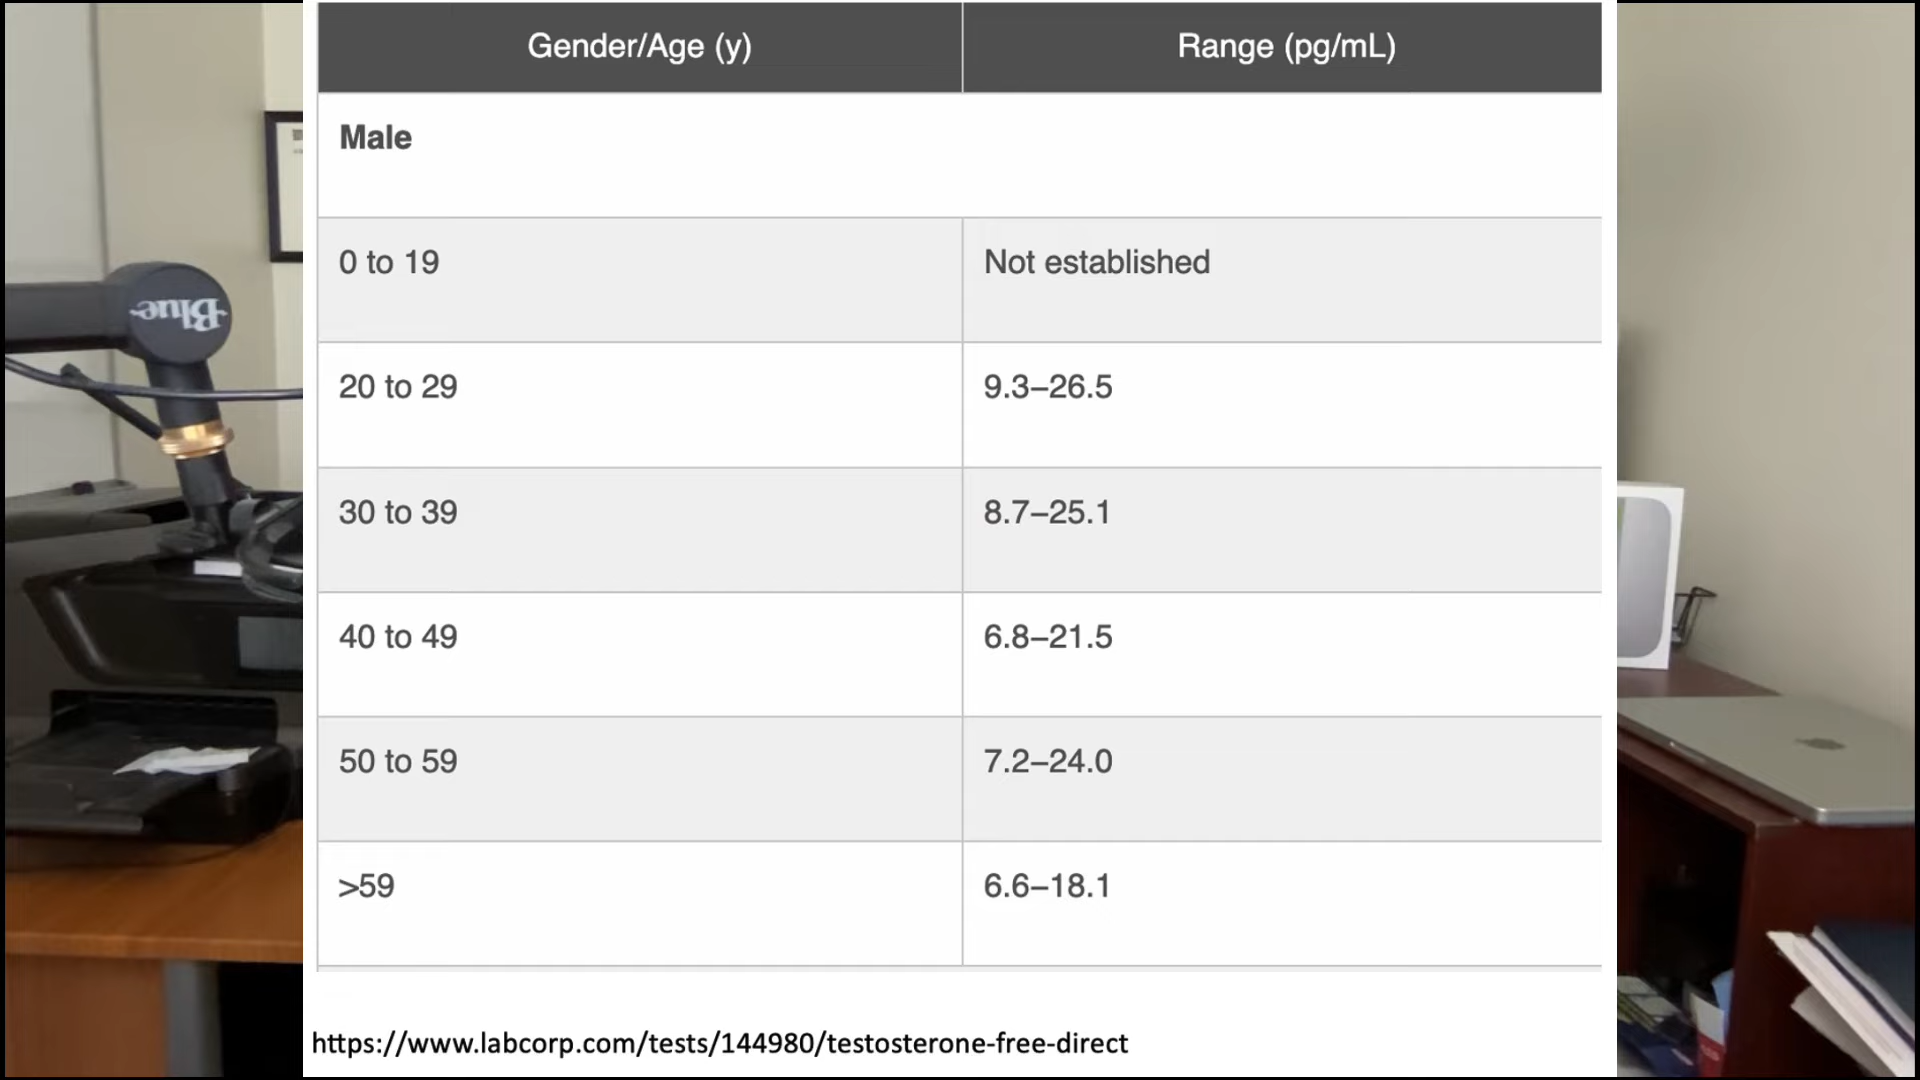 Gender/Age (y) Range (pg/mL)
Male
0 to 19 Not established
20 to 29 9.3–26.5
30 to 39 8.7–25.1
40 to 49 6.8–21.5
50 to 59 7.2–24.0
>59 6.6–18.1
https://www.labcorp.com/tests/144980/testosterone-free-direct
Blue